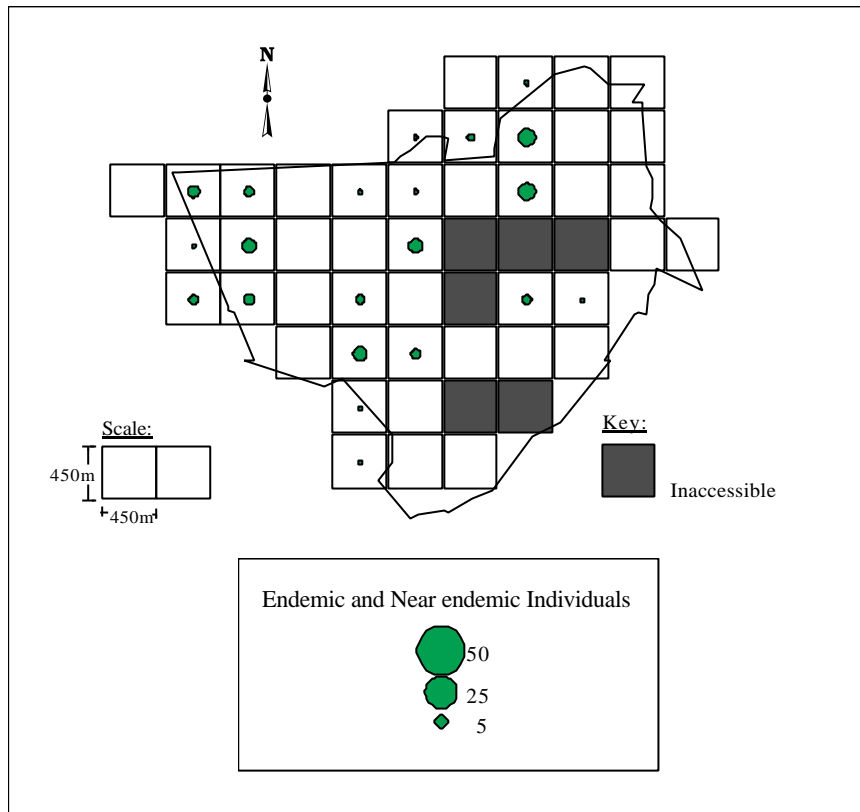 N
Scale:
450m
450m
Key:
Inaccessible
Endemic and Near endemic Individuals
50
25
5